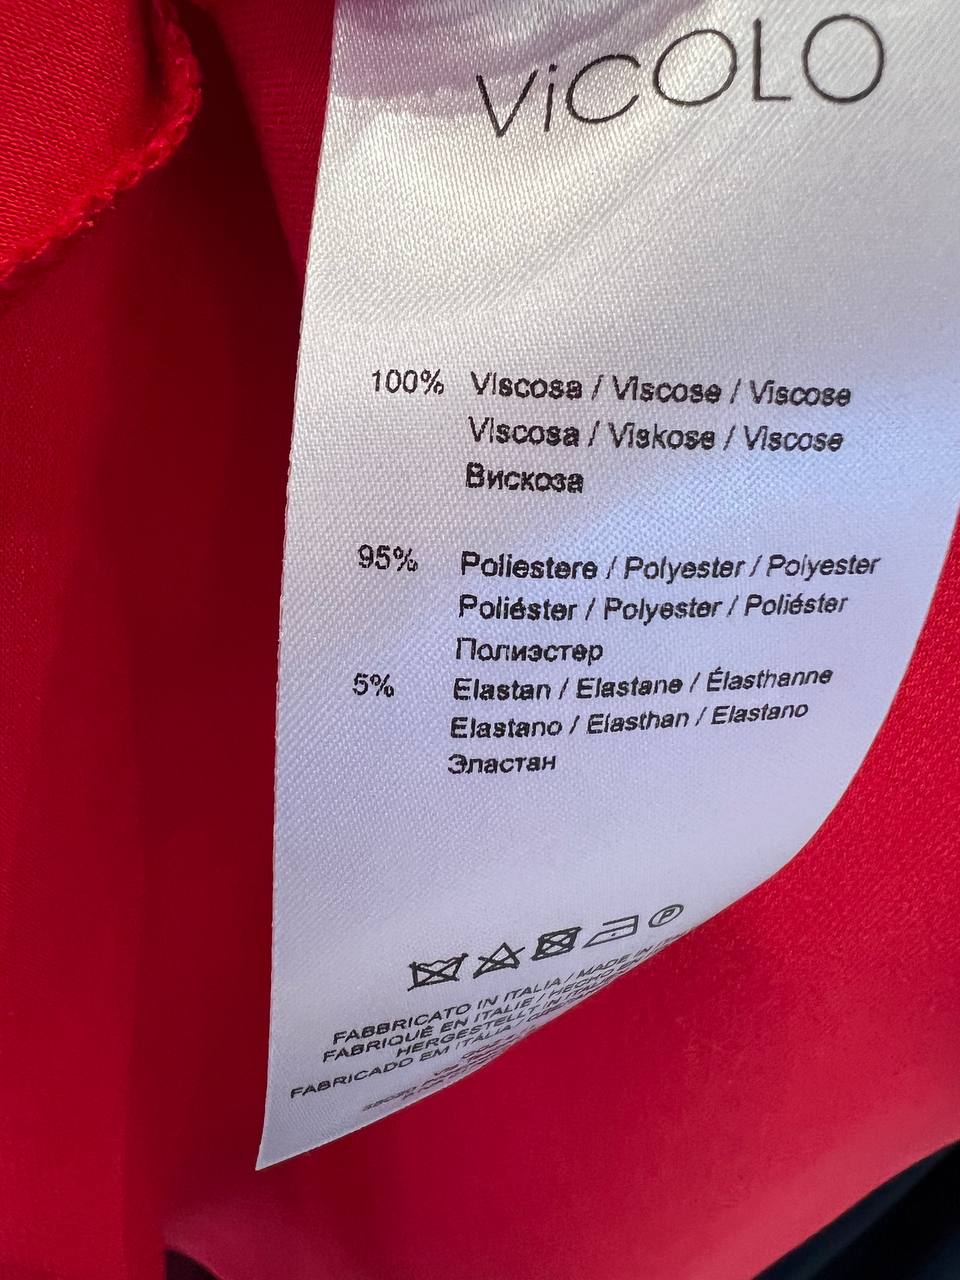 ViCOLO
100% Viscosa / Viscose / Viscose
Viscosa / Viskose / Viscose
Вискоза
95% Poliestere / Polyester / Polyester
Poliéster / Polyester / Poliéster
Полиэстер
5% Elastan / Elastane / Élasthanne
Elastano / Elasthan / Elastano
Эластан
P
FABBRICATO IN ITALIA / MADE IN
FABRIQUÉ EN ITALIE / HECHO EN
HERGESTELLT IN
FABRICADO EM ITÁLIA /